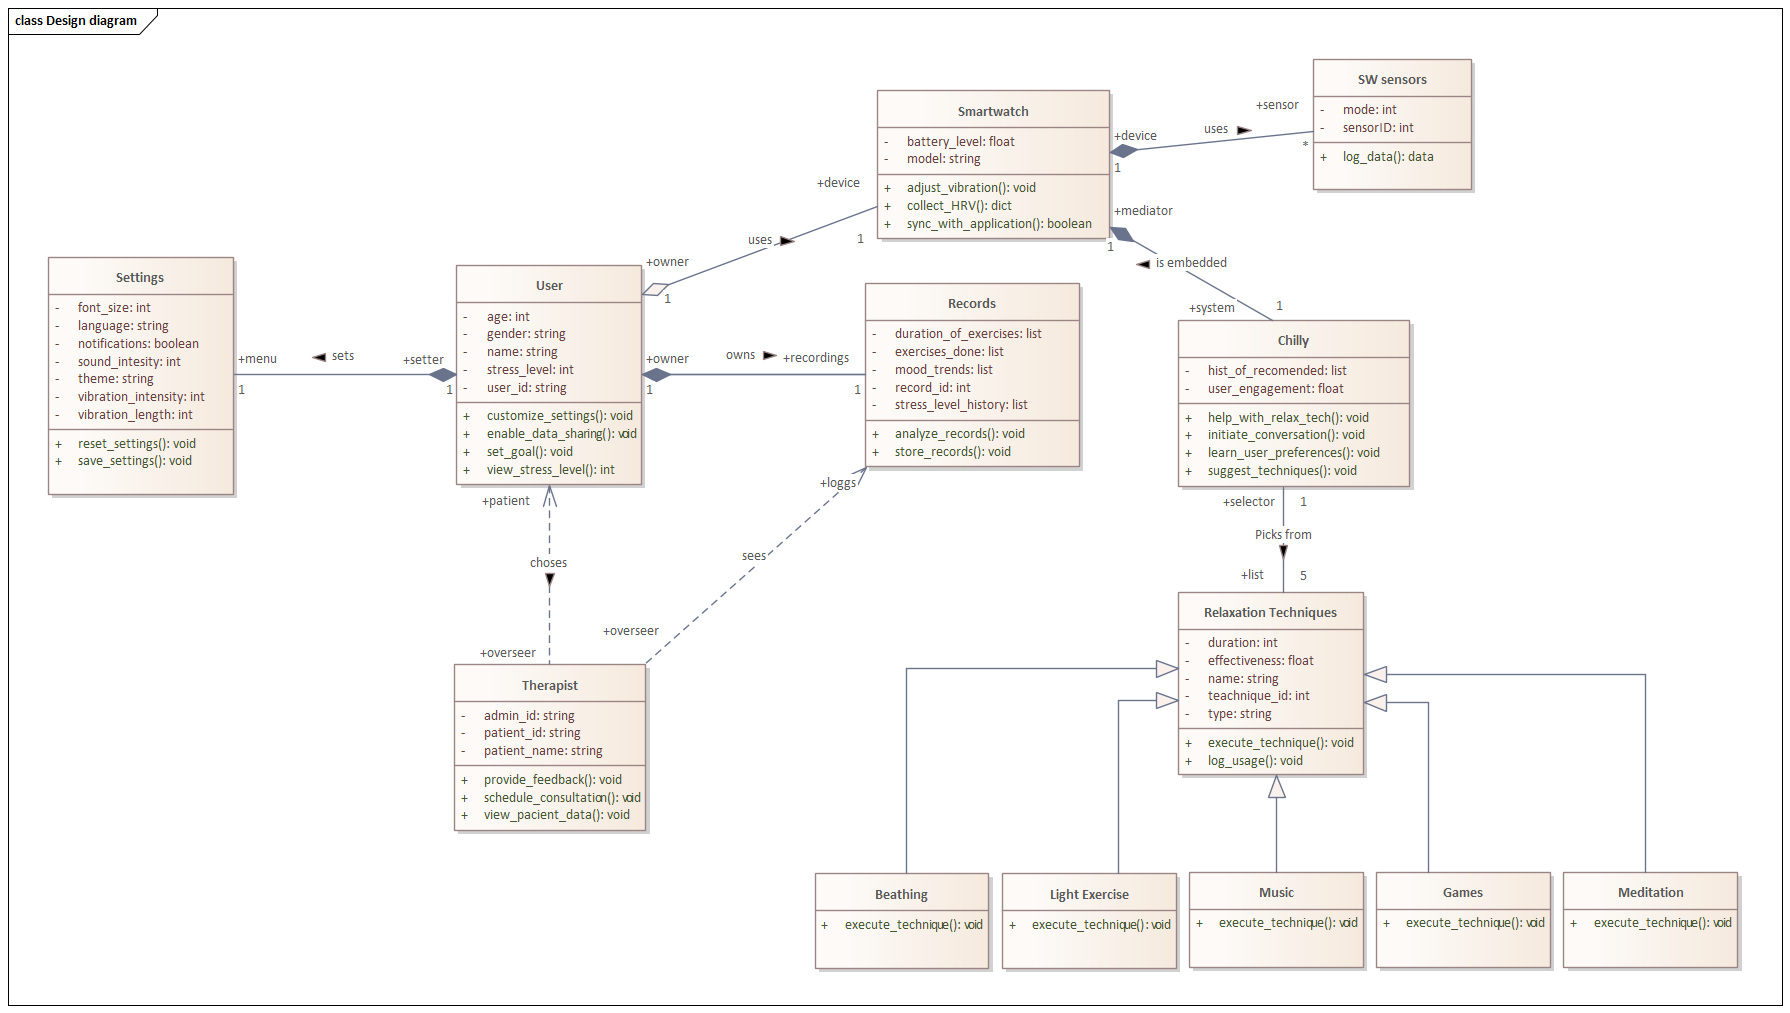 class Design diagram
SW sensors
- mode: int
- sensorID: int
+ log_data(): data
+sensor
*
uses
+device
1
Smartwatch
- battery_level: float
- model: string
+ adjust_vibration(): void
+ collect_HRV(): dict
+ sync_with_application(): boolean
+mediator
1
is embedded
+system
1
+device
1
uses
+owner
1
Settings
- font_size: int
- language: string
- notifications: boolean
- sound_intesity: int
- theme: string
- vibration_intensity: int
- vibration_length: int
+ reset_settings(): void
+ save_settings(): void
+menu
1
sets
+setter
1
User
- age: int
- gender: string
- name: string
- stress_level: int
- user_id: string
+ customize_settings(): void
+ enable_data_sharing(): void
+ set_goal(): void
+ view_stress_level(): int
+owner
1
owns
+recordings
1
Records
- duration_of_exercises: list
- exercises_done: list
- mood_trends: list
- record_id: int
- stress_level_history: list
+ analyze_records(): void
+ store_records(): void
Chilly
- hist_of_recomended: list
- user_engagement: float
+ help_with_relax_tech(): void
+ initiate_conversation(): void
+ learn_user_preferences(): void
+ suggest_techniques(): void
+patient
choses
+overseer
+loggs
sees
+overseer
+selector
1
Picks from
+list
5
Therapist
- admin_id: string
- patient_id: string
- patient_name: string
+ provide_feedback(): void
+ schedule_consultation(): void
+ view_pacient_data(): void
Relaxation Techniques
- duration: int
- effectiveness: float
- name: string
- teachnique_id: int
- type: string
+ execute_technique(): void
+ log_usage(): void
Beathing
+ execute_technique(): void
Light Exercise
+ execute_technique(): void
Music
+ execute_technique(): void
Games
+ execute_technique(): void
Meditation
+ execute_technique(): void